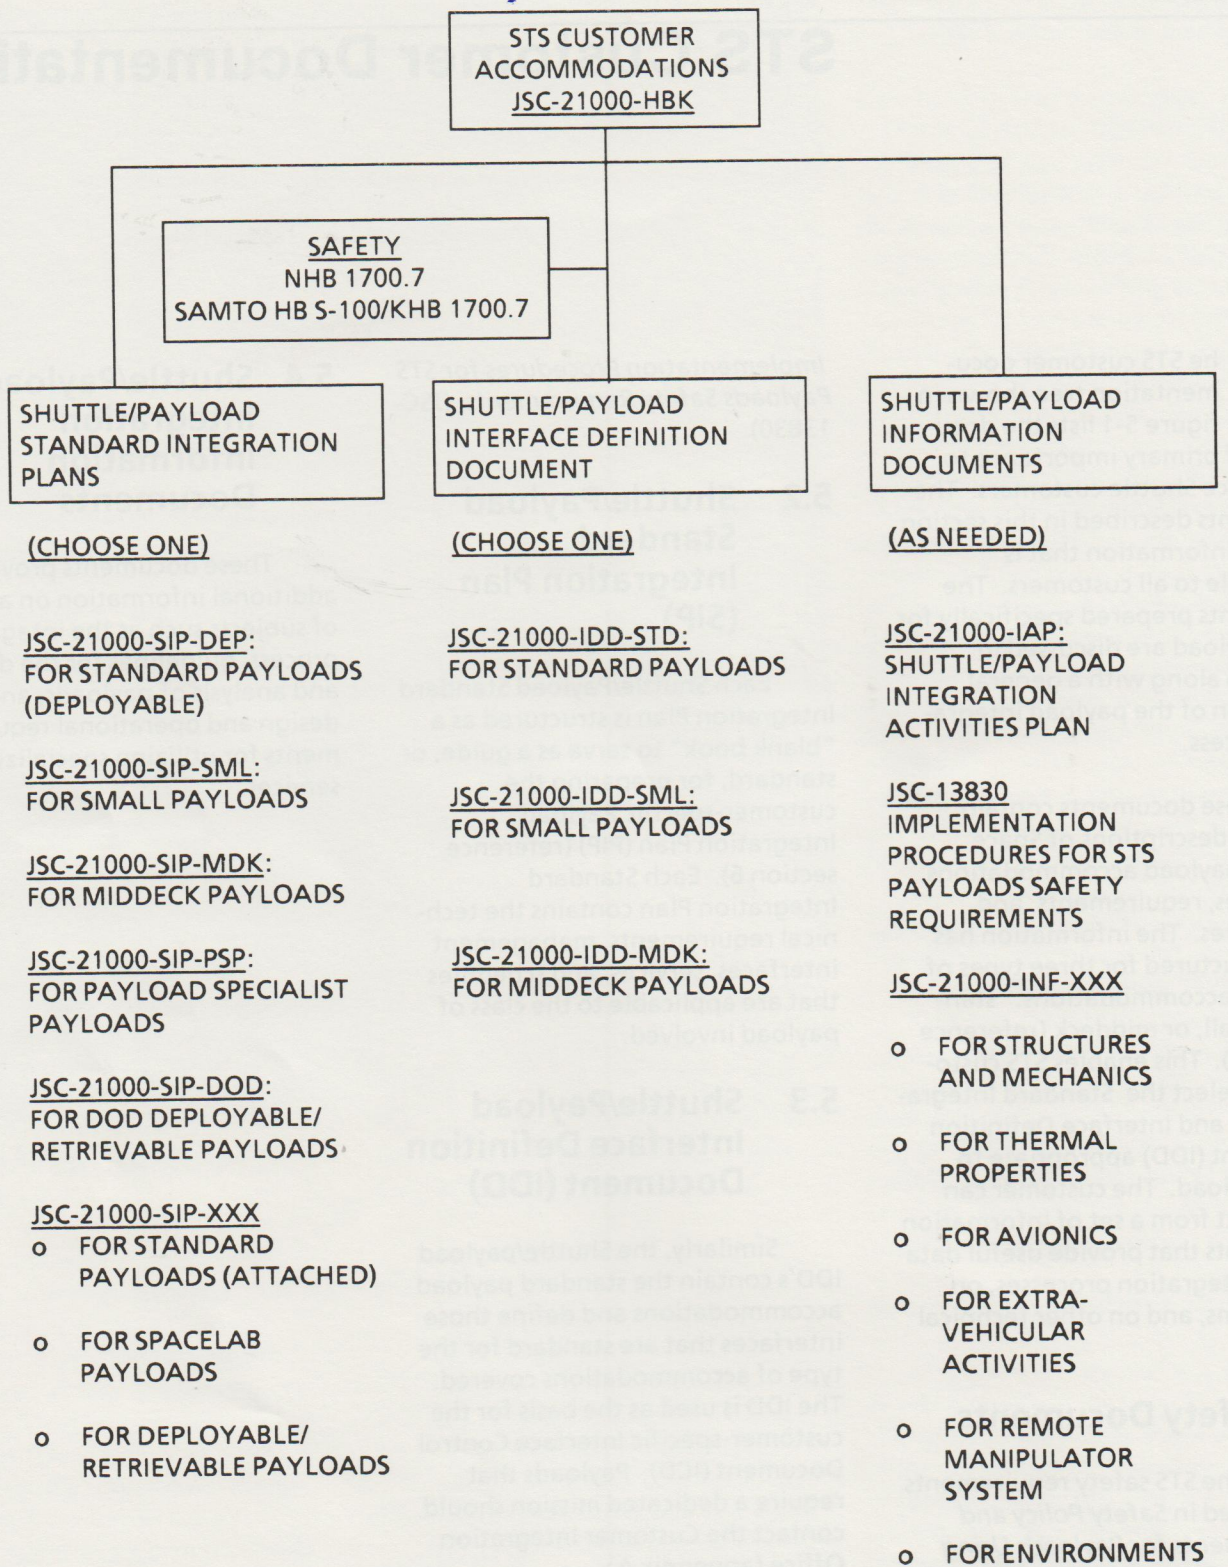 STS CUSTOMER
ACCOMMODATIONS
JSC-21000-HBK
SAFETY
NHB 1700.7
SAMTO HB S-100/KHB 1700.7
SHUTTLE/PAYLOAD
STANDARD INTEGRATION
PLANS
(CHOOSE ONE)
JSC-21000-SIP-DEP:
FOR STANDARD PAYLOADS
(DEPLOYABLE)
JSC-21000-SIP-SML:
FOR SMALL PAYLOADS
JSC-21000-SIP-MDK:
FOR MIDDECK PAYLOADS
JSC-21000-SIP-PSP:
FOR PAYLOAD SPECIALIST
PAYLOADS
JSC-21000-SIP-DOD:
FOR DOD DEPLOYABLE/
RETRIEVABLE PAYLOADS
JSC-21000-SIP-XXX
o FOR STANDARD
PAYLOADS (ATTACHED)
o FOR SPACELAB
PAYLOADS
o FOR DEPLOYABLE/
RETRIEVABLE PAYLOADS
SHUTTLE/PAYLOAD
INTERFACE DEFINITION
DOCUMENT
(CHOOSE ONE)
JSC-21000-IDD-STD:
FOR STANDARD PAYLOADS
JSC-21000-IDD-SML:
FOR SMALL PAYLOADS
JSC-21000-IDD-MDK:
FOR MIDDECK PAYLOADS
SHUTTLE/PAYLOAD
INFORMATION
DOCUMENTS
(AS NEEDED)
JSC-21000-IAP:
SHUTTLE/PAYLOAD
INTEGRATION
ACTIVITIES PLAN
JSC-13830
IMPLEMENTATION
PROCEDURES FOR STS
PAYLOADS SAFETY
REQUIREMENTS
JSC-21000-INF-XXX
o FOR STRUCTURES
AND MECHANICS
o FOR THERMAL
PROPERTIES
o FOR AVIONICS
o FOR EXTRA-
VEHICULAR
ACTIVITIES
o FOR REMOTE
MANIPULATOR
SYSTEM
o FOR ENVIRONMENTS